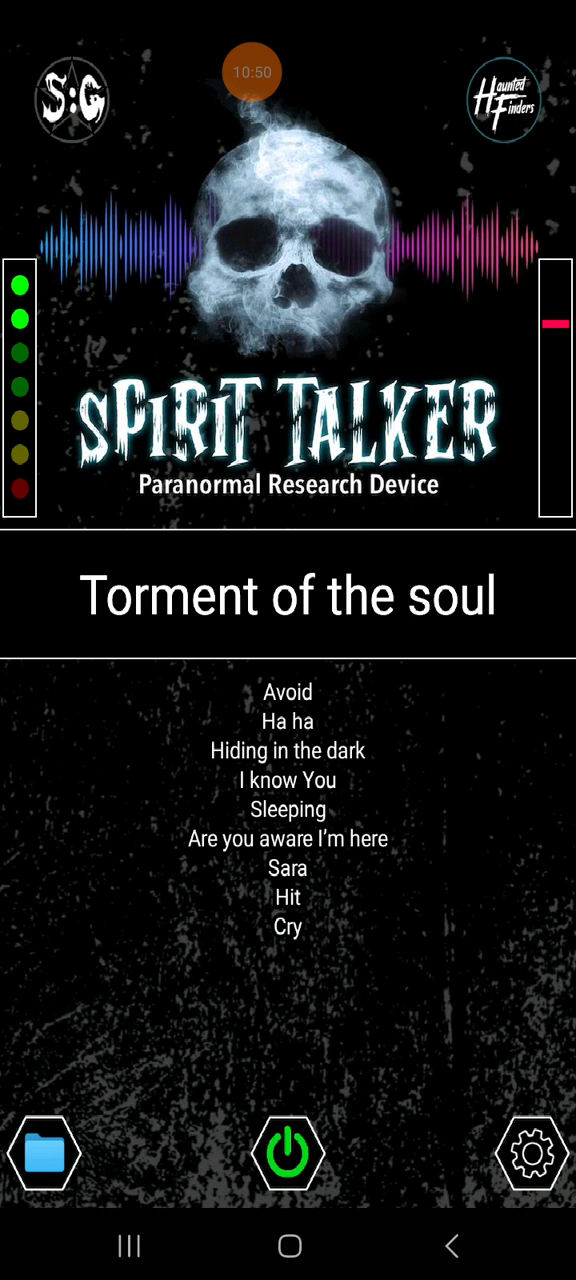 10:50
S:G
Haunted
Finders
SPIRIT TALKER
Paranormal Research Device
Torment of the soul
Avoid
Ha ha
Hiding in the dark
I know You
Sleeping
Are you aware I'm here
Sara
Hit
Cry